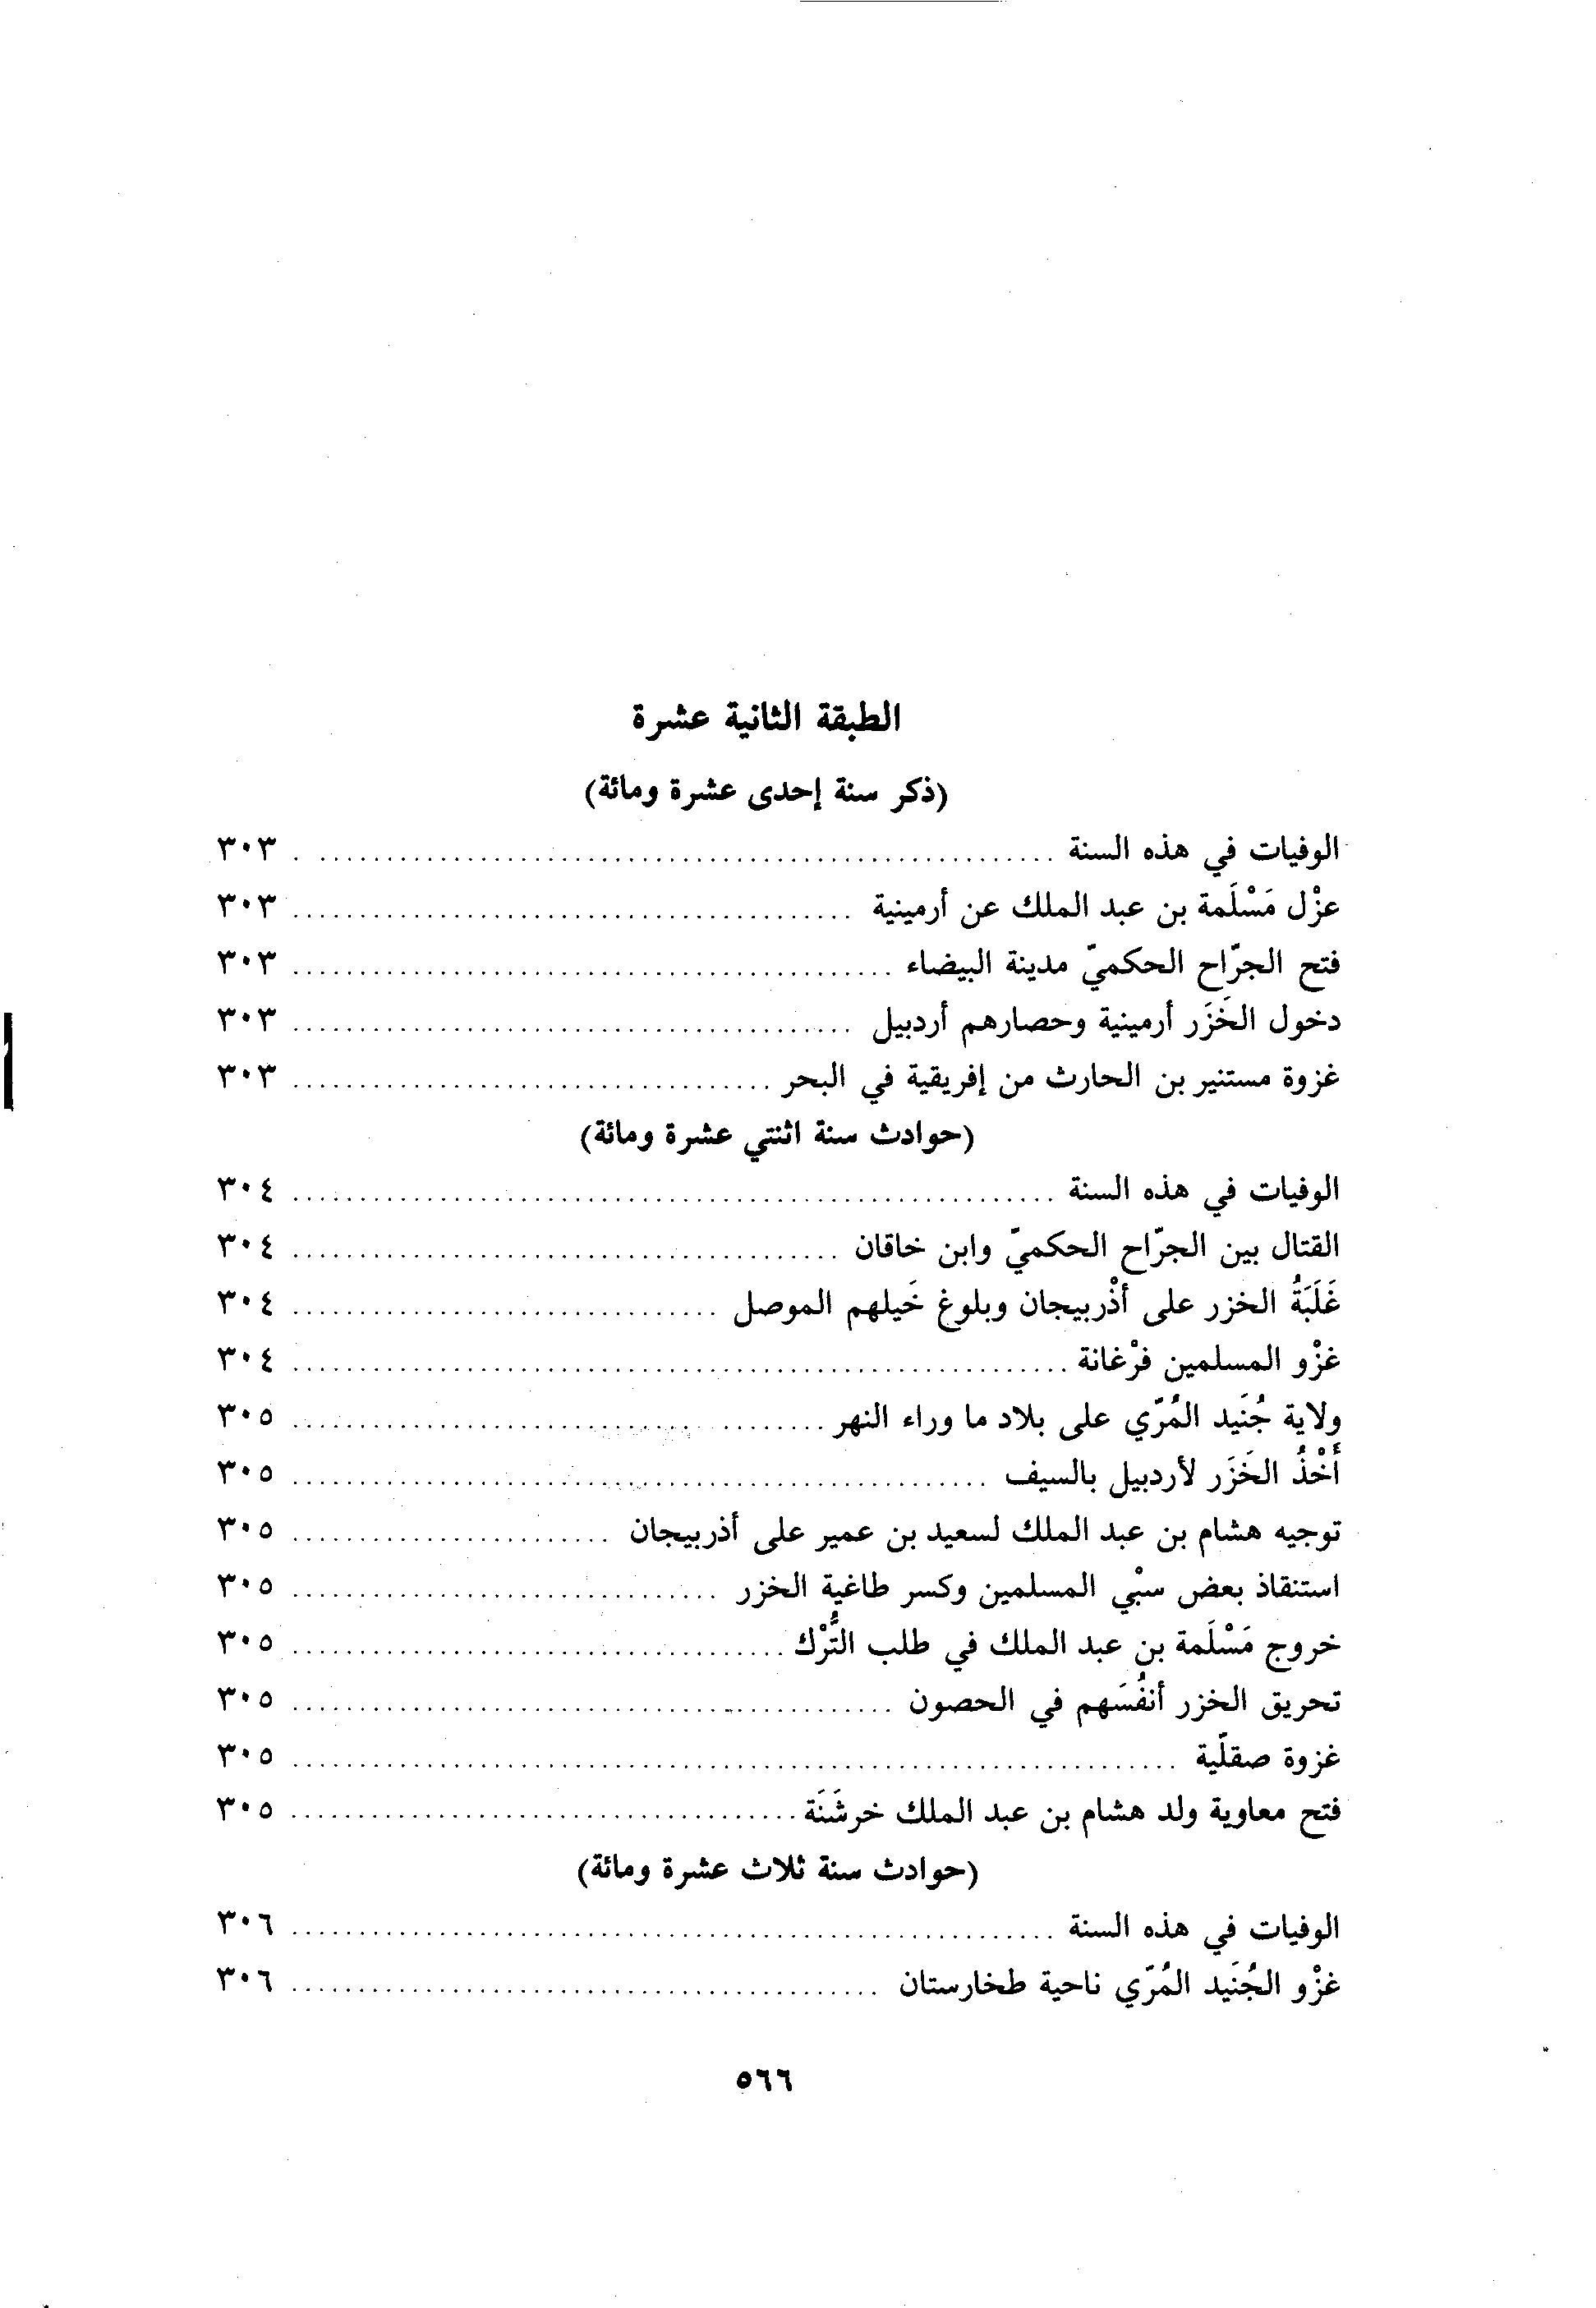 الطبقة الثانية عشرة
(ذكر سنة إحدى عشرة ومائة)
الوفيات في هذه السنة ........ ٣٠٣
عزْل مَسْلَمة بن عبد الملك عن أرمينية ........ ٣٠٣
فتح الجرّاح الحكميّ مدينة البيضاء ........ ٣٠٣
دخول الخَزَر أرمينية وحصارهم أردبيل ........ ٣٠٣
غزوة مستنير بن الحارث من إفريقية في البحر ........ ٣٠٣
(حوادث سنة اثنتي عشرة ومائة)
الوفيات في هذه السنة ........ ٣٠٤
القتال بين الجرّاح الحكميّ وابن خاقان ........ ٣٠٤
غَلَبَةُ الخزر على أذْربيجان وبلوغ خَيلهم الموصل ........ ٣٠٤
غزْو المسلمين فرْغانة ........ ٣٠٤
ولاية جُنَيد المُرّي على بلاد ما وراء النهر ........ ٣٠٥
أَخْذُ الخَزَر لأردبيل بالسيف ........ ٣٠٥
توجيه هشام بن عبد الملك لسعيد بن عمير على أذربيجان ........ ٣٠٥
استنقاذ بعض سبْي المسلمين وكسر طاغية الخزر ........ ٣٠٥
خروج مَسْلَمة بن عبد الملك في طلب التُّرْك ........ ٣٠٥
تحريق الخزر أنفُسَهم في الحصون ........ ٣٠٥
غزوة صقلّية ........ ٣٠٥
فتح معاوية ولد هشام بن عبد الملك خرشَنَة ........ ٣٠٥
(حوادث سنة ثلاث عشرة ومائة)
الوفيات في هذه السنة ........ ٣٠٦
غزْو الجُنَيد المُرّي ناحية طخارستان ........ ٣٠٦
٥٦٦